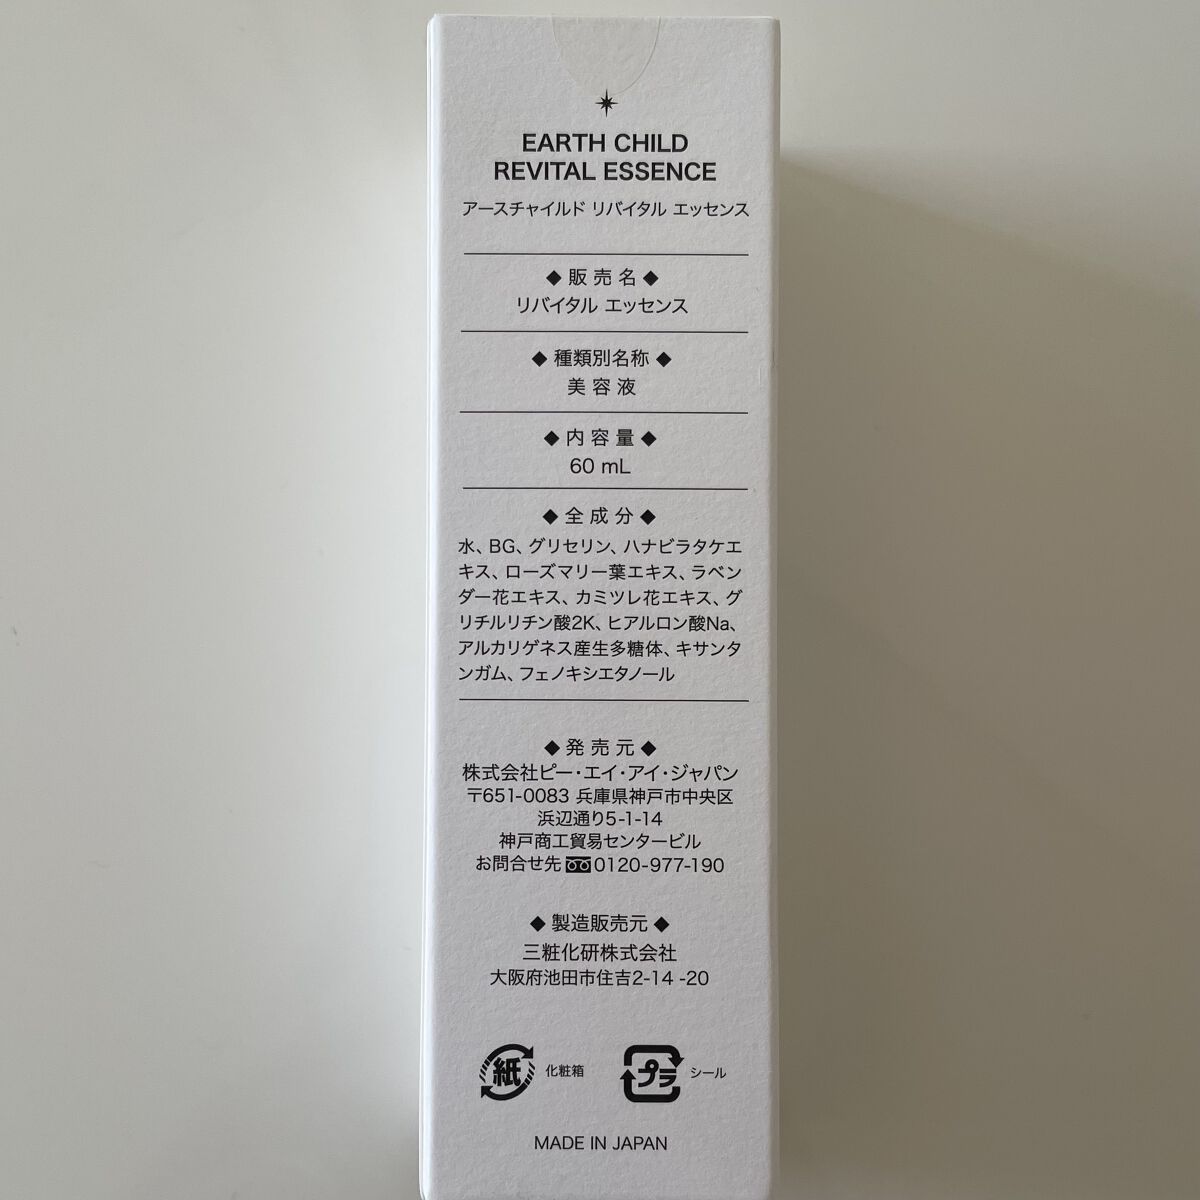 EARTH CHILD
REVITAL ESSENCE
アースチャイルド リバイタル エッセンス
◆ 販売名 ◆
リバイタル エッセンス
◆ 種類別名称 ◆
美容液
◆ 内容量 ◆
60 mL
◆ 全成分 ◆
水、BG、グリセリン、ハナビラタケエ
キス、ローズマリー葉エキス、ラベン
ダー花エキス、カミツレ花エキス、グ
リチルリチン酸2K、ヒアルロン酸Na、
アルカリゲネス産生多糖体、キサンタ
ンガム、フェノキシエタノール
◆ 発売元 ◆
株式会社ピー・エイ・アイ・ジャパン
〒651-0083 兵庫県神戸市中央区
浜辺通り5-1-14
神戸商工貿易センタービル
お問合せ先 0120-977-190
◆ 製造販売元 ◆
三粧化研株式会社
大阪府池田市住吉2-14 -20
紙 化粧箱 プラ シール
MADE IN JAPAN